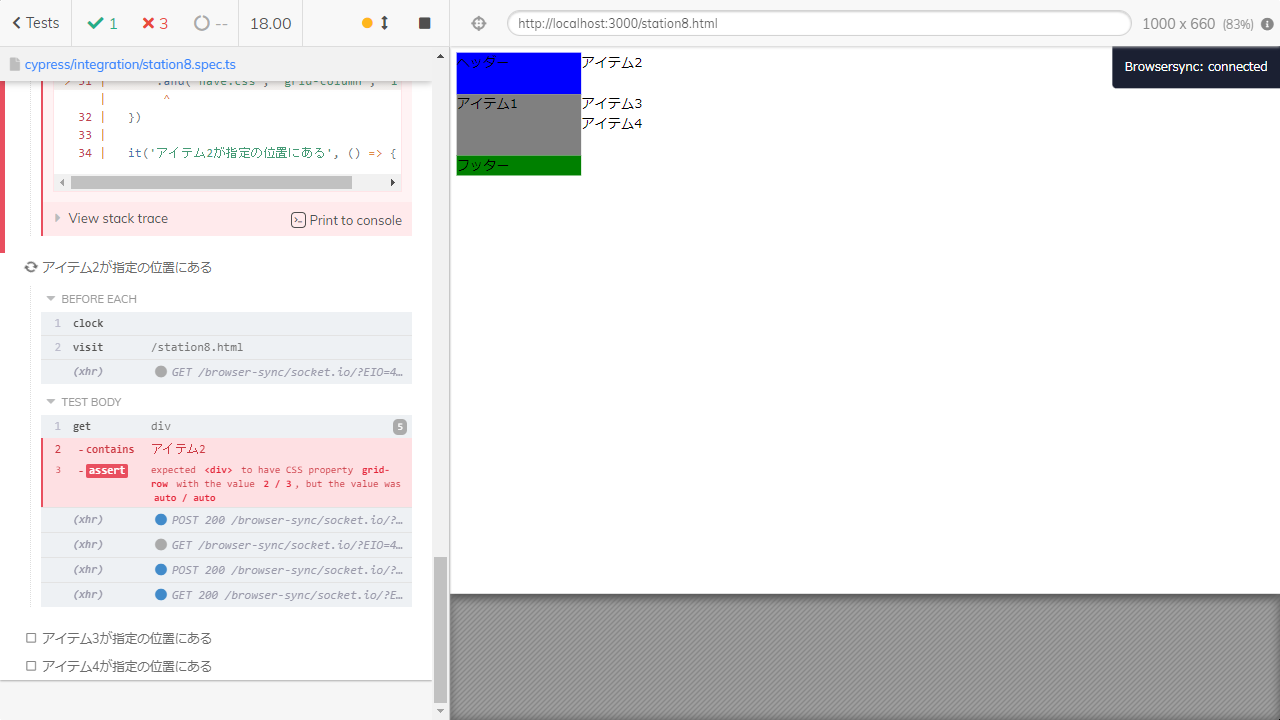 Tests
1
3
--
18.00
http://localhost:3000/station8.html
1000 x 660 (83%)
cypress/integration/station8.spec.ts
Browsersync: connected
> 31 | .and('have.css', 'grid-column', '1
| ^
32 | })
33 |
34 | it('アイテム2が指定の位置にある', () => {
View stack trace
Print to console
アイテム2が指定の位置にある
BEFORE EACH
1 clock
2 visit /station8.html
(xhr) GET /browser-sync/socket.io/?EIO=4…
TEST BODY
1 get div 5
2 -contains アイテム2
3 -assert expected <div> to have CSS property grid-
row with the value 2 / 3, but the value was
auto / auto
(xhr) POST 200 /browser-sync/socket.io/?…
(xhr) GET /browser-sync/socket.io/?EIO=4…
(xhr) POST 200 /browser-sync/socket.io/?…
(xhr) GET 200 /browser-sync/socket.io/?E…
アイテム3が指定の位置にある
アイテム4が指定の位置にある
ヘッダー
アイテム2
アイテム1
アイテム3
アイテム4
フッター